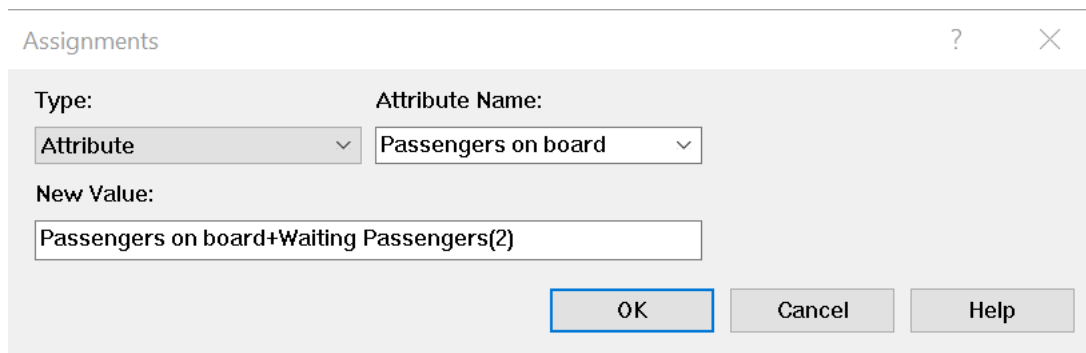 Assignments ?
Type: Attribute Name:
Attribute Passengers on board
New Value:
Passengers on board+Waiting Passengers(2)
OK Cancel Help